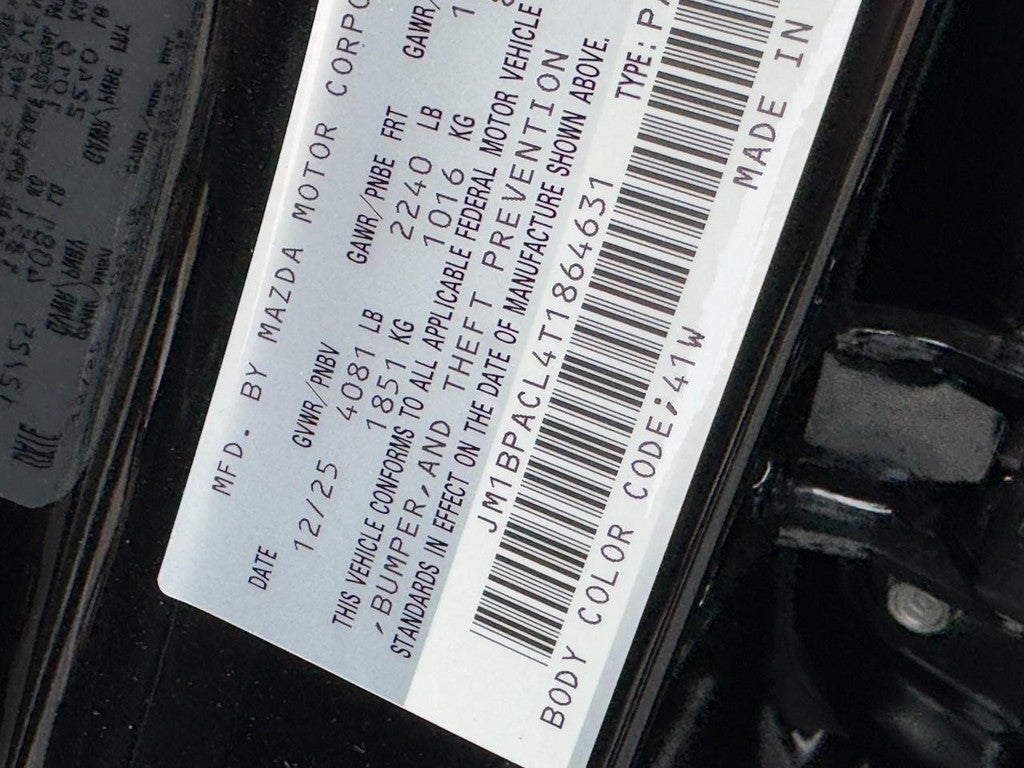 MFD. BY MAZDA MOTOR CORPO
DATE GVWR/PNBV GAWR/PNBE FRT GAWR/
12/25 4081 LB 2240 LB 1
1851 KG 1016 KG
THIS VEHICLE CONFORMS TO ALL APPLICABLE FEDERAL MOTOR VEHICLE
,BUMPER,AND THEFT PREVENTION
STANDARDS IN EFFECT ON THE DATE OF MANUFACTURE SHOWN ABOVE.
JM1BPACL4T1864631 TYPE: PA
BODY COLOR CODE;41W MADE IN